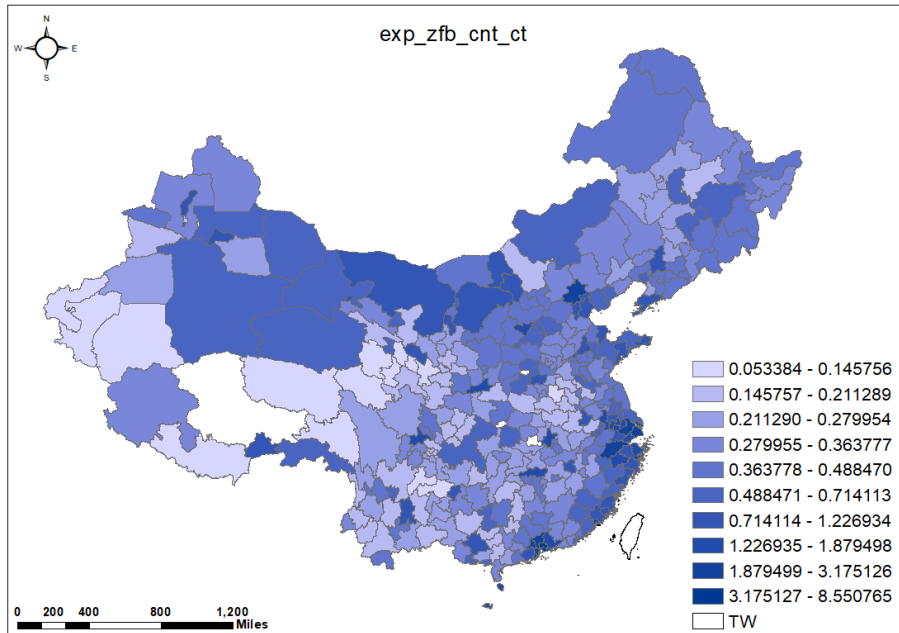 N
W E
S
exp_zfb_cnt_ct
0.053384 - 0.145756
0.145757 - 0.211289
0.211290 - 0.279954
0.279955 - 0.363777
0.363778 - 0.488470
0.488471 - 0.714113
0.714114 - 1.226934
1.226935 - 1.879498
1.879499 - 3.175126
3.175127 - 8.550765
TW
0 200 400 800 1,200
Miles